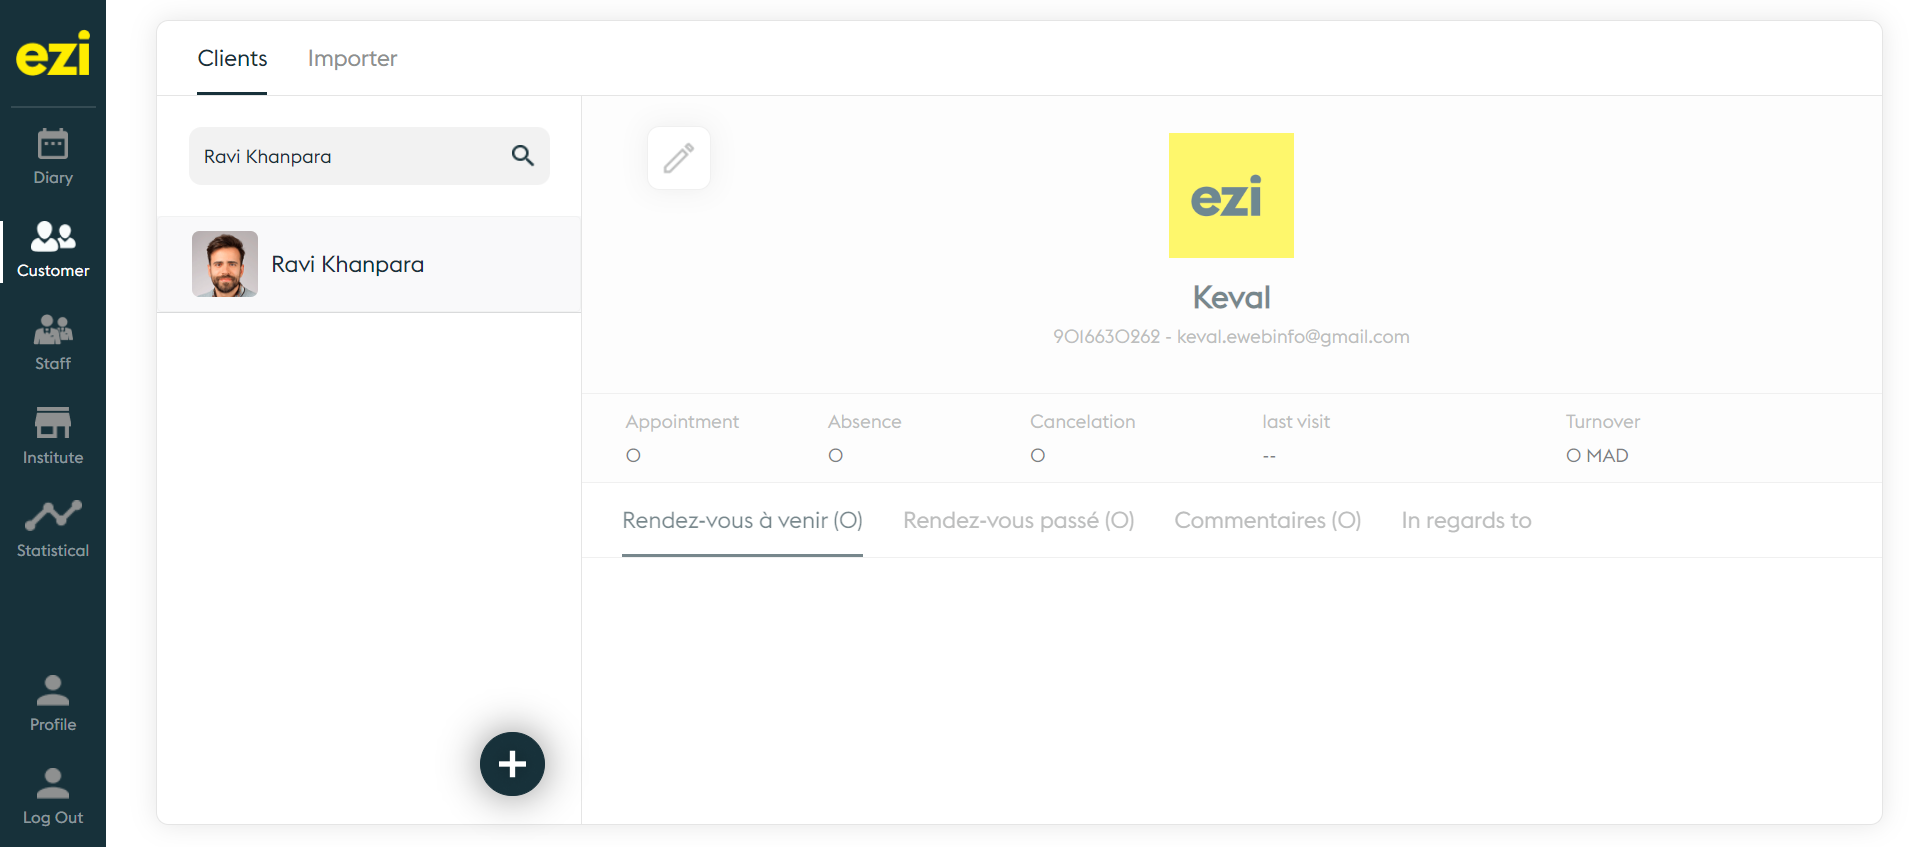 ezi
Diary
Customer
Staff
Institute
Statistical
Profile
Log Out
Clients
Importer
Ravi Khanpara
Ravi Khanpara
ezi
Keval
9016630262 - keval.ewebinfo@gmail.com
Appointment
0
Absence
0
Cancelation
0
last visit
--
Turnover
0 MAD
Rendez-vous à venir (0)
Rendez-vous passé (0)
Commentaires (0)
In regards to